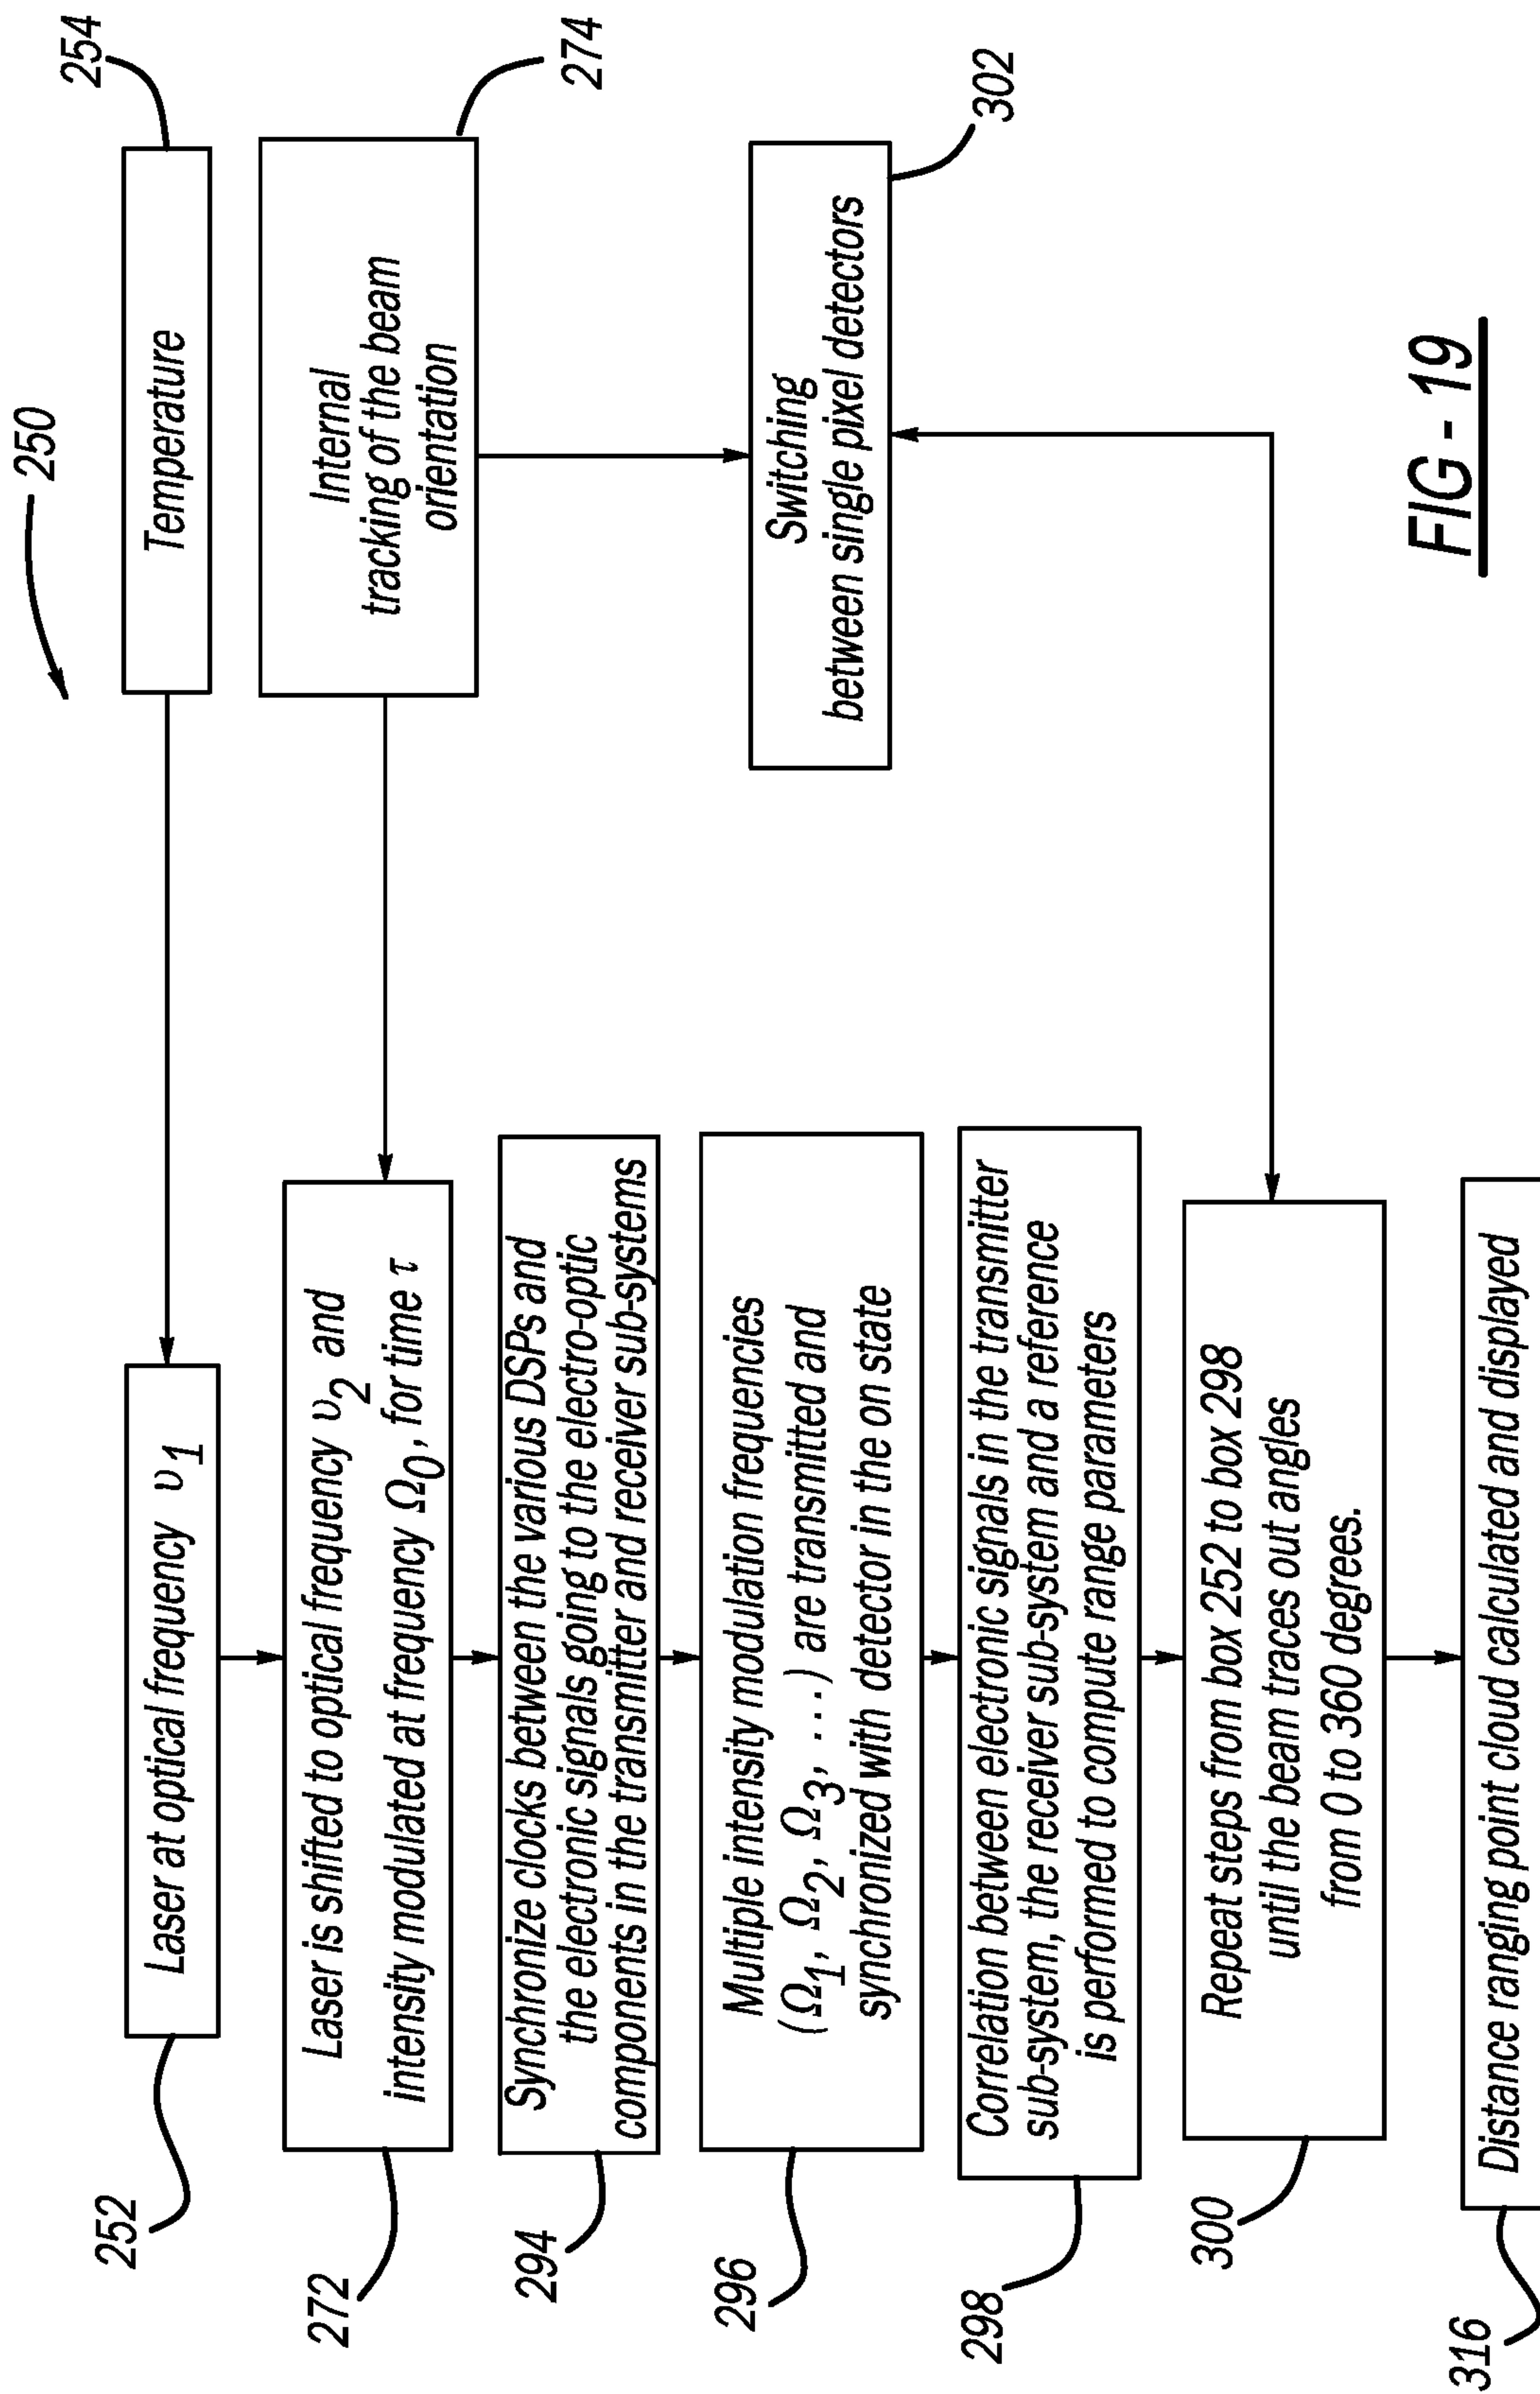 250
252
Laser at optical frequency υ1
Temperature
254
272
Laser is shifted to optical frequency υ2 and
intensity modulated at frequency Ω0, for time τ
Internal
tracking of the beam
orientation
274
294
Synchronize clocks between the various DSPs and
the electronic signals going to the electro-optic
components in the transmitter and receiver sub-systems
296
Multiple intensity modulation frequencies
(Ω1, Ω2, Ω3, ...) are transmitted and
synchronized with detector in the on state
Switching
between single pixel detectors
302
298
Correlation between electronic signals in the transmitter
sub-system, the receiver sub-system and a reference
is performed to compute range parameters
300
Repeat steps from box 252 to box 298
until the beam traces out angles
from 0 to 360 degrees.
316
Distance ranging point cloud calculated and displayed
FIG - 19